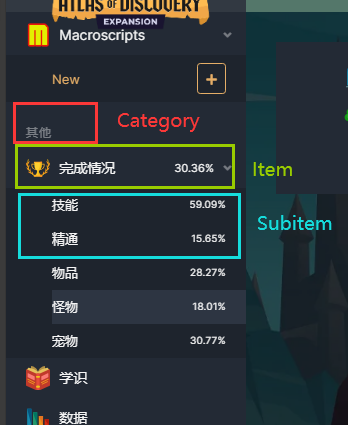 ATLAS OF DISCOVERY
EXPANSION
Macroscripts
New
其他
Category
完成情况 30.36%
Item
技能 59.09%
Subitem
精通 15.65%
物品 28.27%
怪物 18.01%
宠物 30.77%
学识
数据